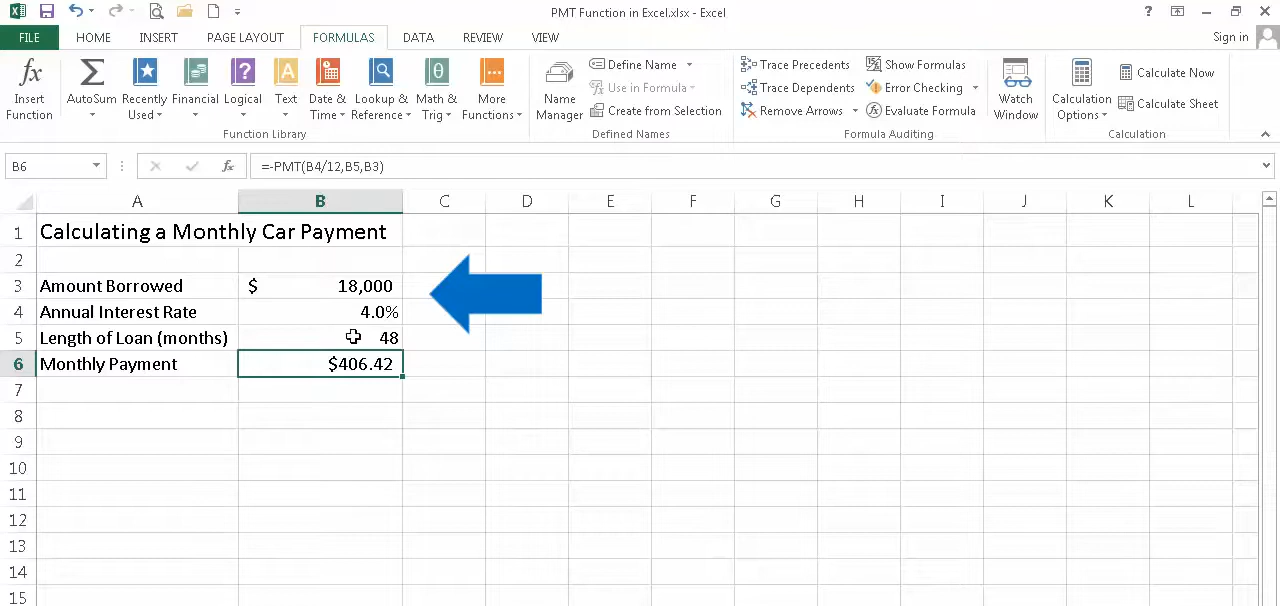 PMT Function in Excel.xlsx - Excel
?
FILE HOME INSERT PAGE LAYOUT FORMULAS DATA REVIEW VIEW Sign in
fx Insert Function
Σ AutoSum
Recently Used
Financial
? Logical
A Text
Date & Time
Lookup & Reference
θ Math & Trig
More Functions
Function Library
Name Manager
Define Name
Use in Formula
Create from Selection
Defined Names
Trace Precedents
Trace Dependents
Remove Arrows
Show Formulas
Error Checking
fx Evaluate Formula
Formula Auditing
Watch Window
Calculation Options
Calculate Now
Calculate Sheet
Calculation
B6 fx =-PMT(B4/12,B5,B3)
A B C D E F G H I J K L
1 Calculating a Monthly Car Payment
2
3 Amount Borrowed $ 18,000
4 Annual Interest Rate 4.0%
5 Length of Loan (months) 48
6 Monthly Payment $406.42
7
8
9
10
11
12
13
14
15